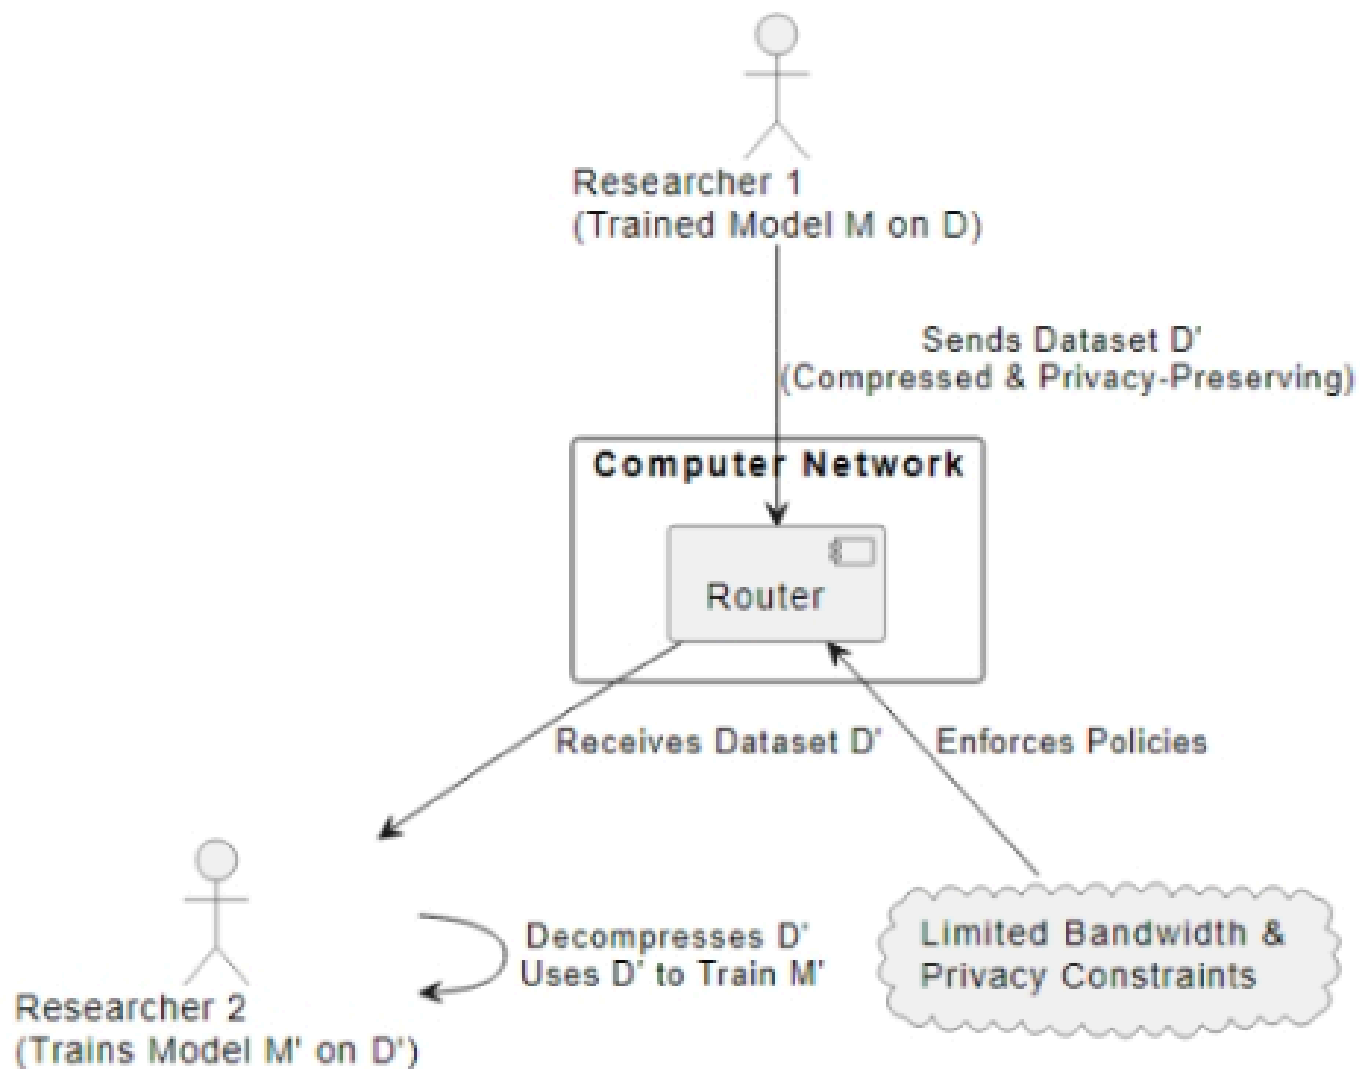 Researcher 1
(Trained Model M on D)
Sends Dataset D'
(Compressed & Privacy-Preserving)
Computer Network
Router
Receives Dataset D'
Enforces Policies
Decompresses D'
Uses D' to Train M'
Limited Bandwidth &
Privacy Constraints
Researcher 2
(Trains Model M' on D')